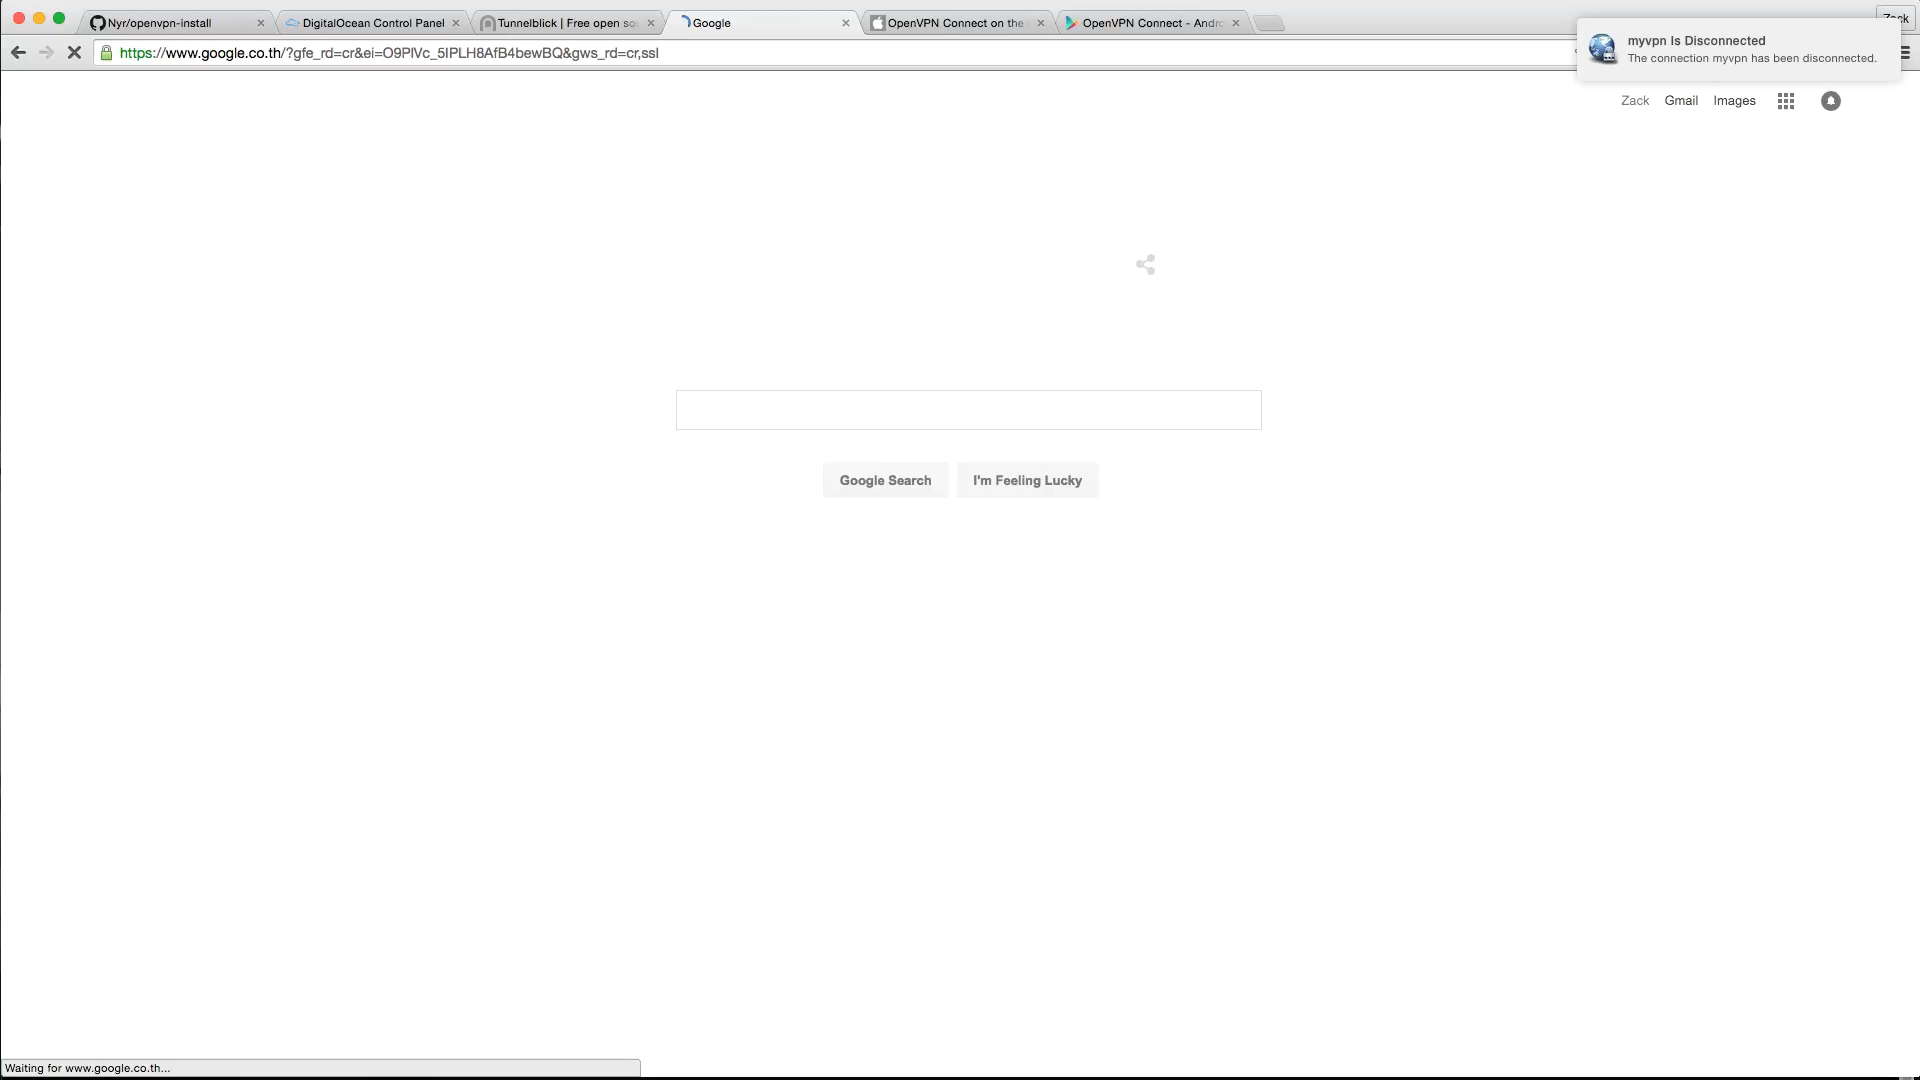 Nyr/openvpn-install
DigitalOcean Control Panel
Tunnelblick | Free open sou
Google
OpenVPN Connect on the
OpenVPN Connect - Andro
https://www.google.co.th/?gfe_rd=cr&ei=O9PlVc_5IPLH8AfB4bewBQ&gws_rd=cr,ssl
myvpn Is Disconnected
The connection myvpn has been disconnected.
Zack Gmail Images
Google Search I'm Feeling Lucky
Waiting for www.google.co.th...